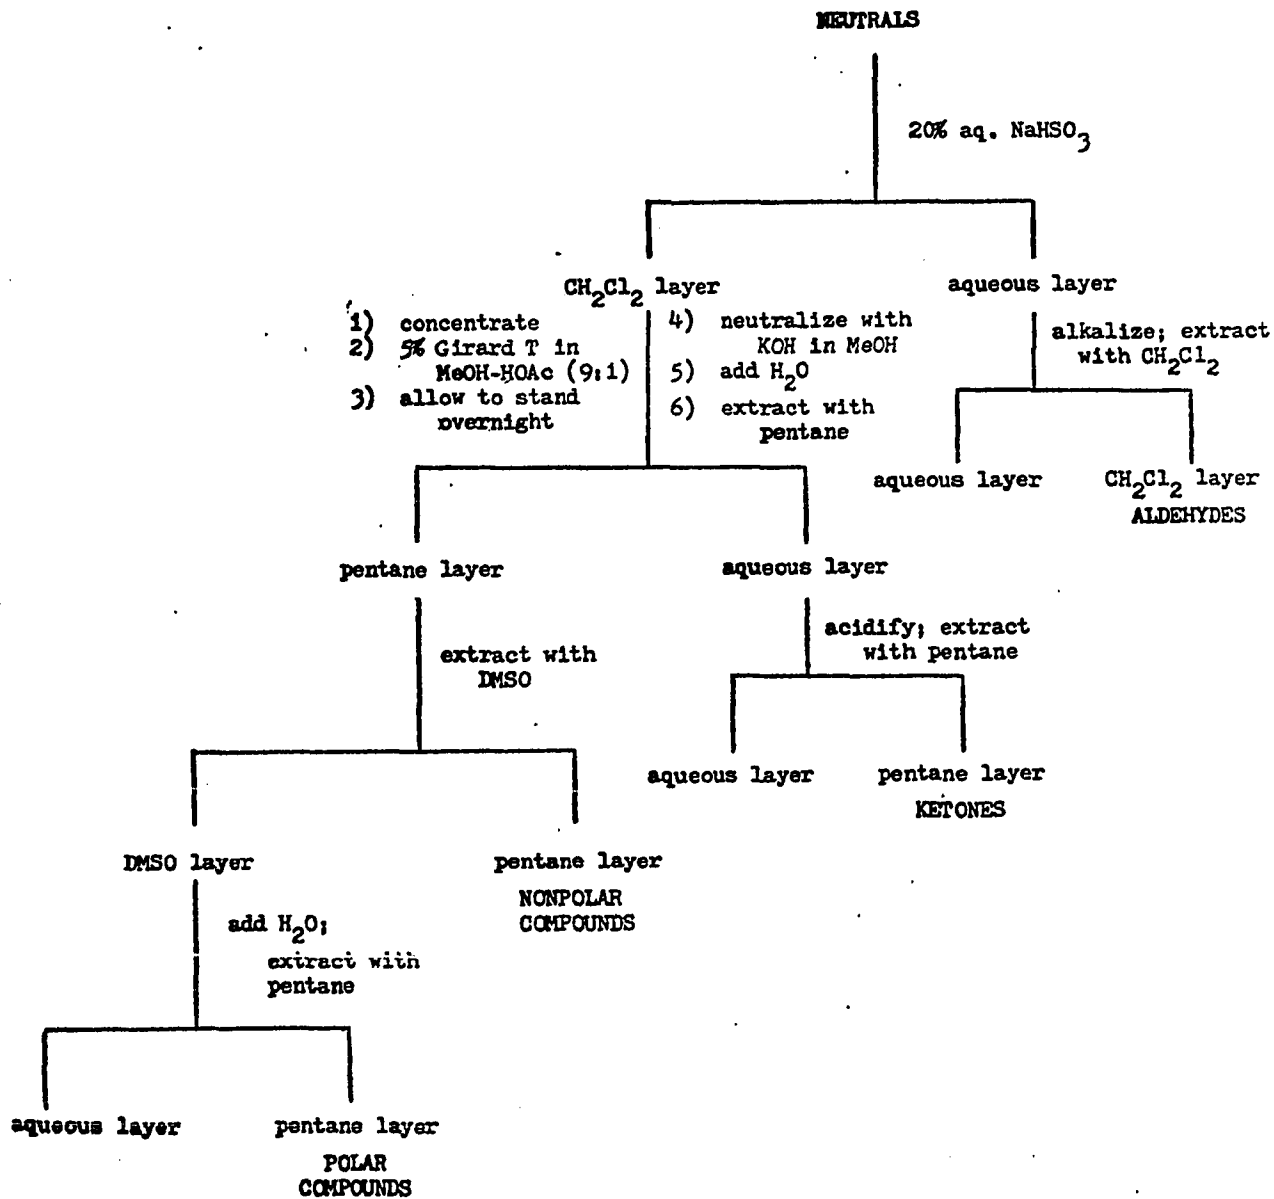 NEUTRALS
20% aq. NaHSO3
CH2Cl2 layer
aqueous layer
1) concentrate
2) 5% Girard T in
MeOH-HOAc (9:1)
3) allow to stand
overnight
4) neutralize with
KOH in MeOH
5) add H2O
6) extract with
pentane
alkalize; extract
with CH2Cl2
aqueous layer
CH2Cl2 layer
ALDEHYDES
pentane layer
aqueous layer
extract with
DMSO
acidify; extract
with pentane
aqueous layer
pentane layer
KETONES
DMSO layer
pentane layer
NONPOLAR
COMPOUNDS
add H2O;
extract with
pentane
aqueous layer
pentane layer
POLAR
COMPOUNDS